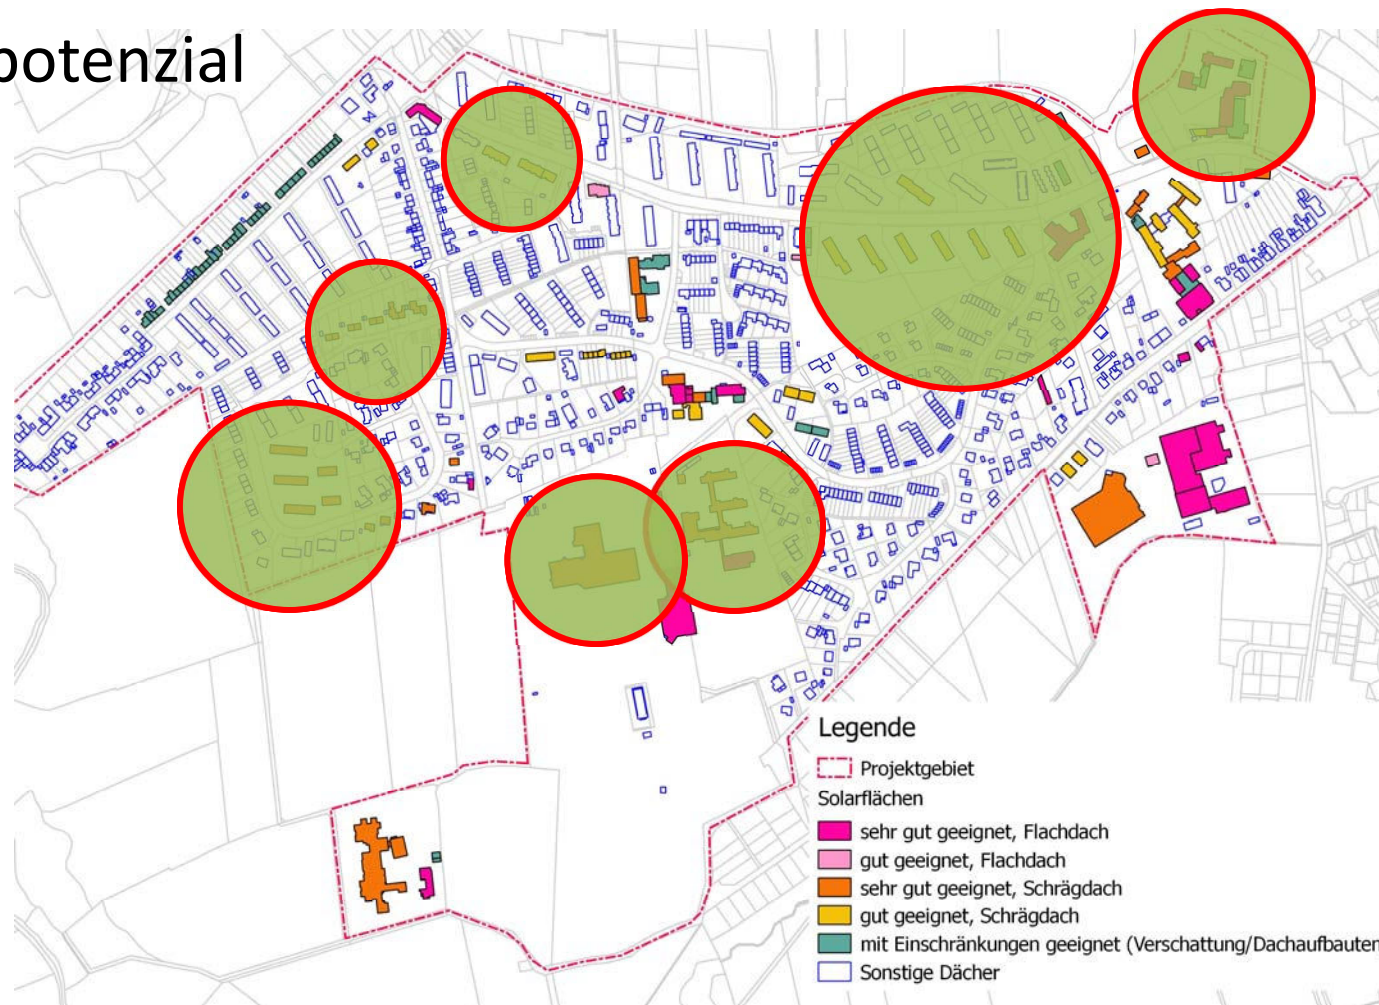 potenzial
Legende
Projektgebiet
Solarflächen
sehr gut geeignet, Flachdach
gut geeignet, Flachdach
sehr gut geeignet, Schrägdach
gut geeignet, Schrägdach
mit Einschränkungen geeignet (Verschattung/Dachaufbauten
Sonstige Dächer